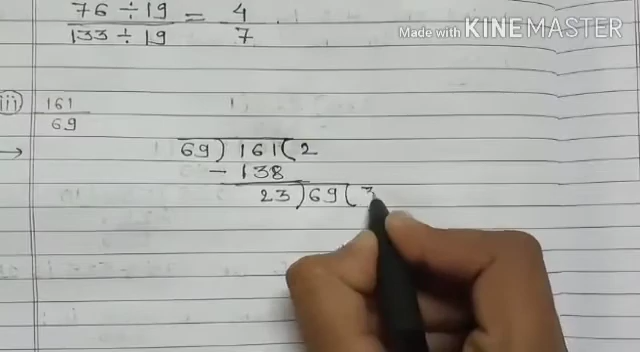 76 ÷ 19 = 4
133 ÷ 19 7
Made with KINEMASTER
iii) 161
69
→ 69 ) 161 ( 2
- 138
23 ) 69 ( 3